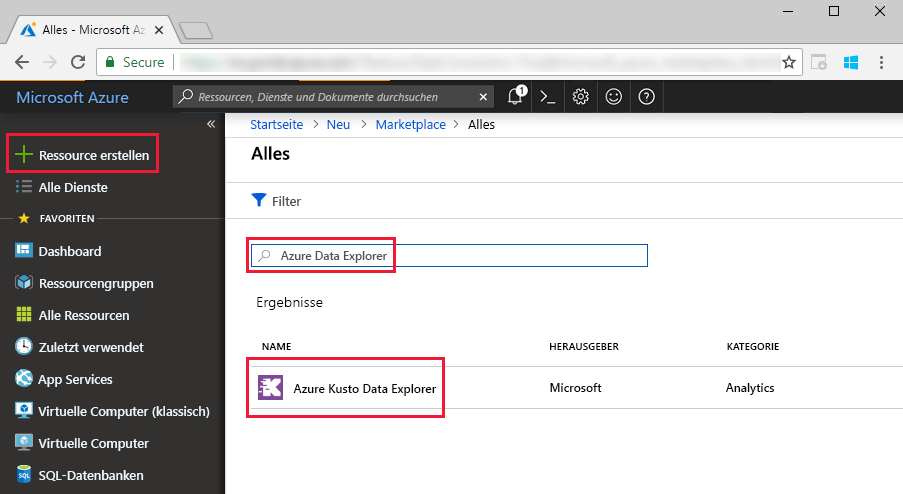 Alles - Microsoft Az
Secure
Microsoft Azure
Ressourcen, Dienste und Dokumente durchsuchen
1
Ressource erstellen
Alle Dienste
FAVORITEN
Dashboard
Ressourcengruppen
Alle Ressourcen
Zuletzt verwendet
App Services
Virtuelle Computer (klassisch)
Virtuelle Computer
SQL
SQL-Datenbanken
Startseite > Neu > Marketplace > Alles
Alles
Filter
Azure Data Explorer
Ergebnisse
NAME HERAUSGEBER KATEGORIE
Azure Kusto Data Explorer Microsoft Analytics